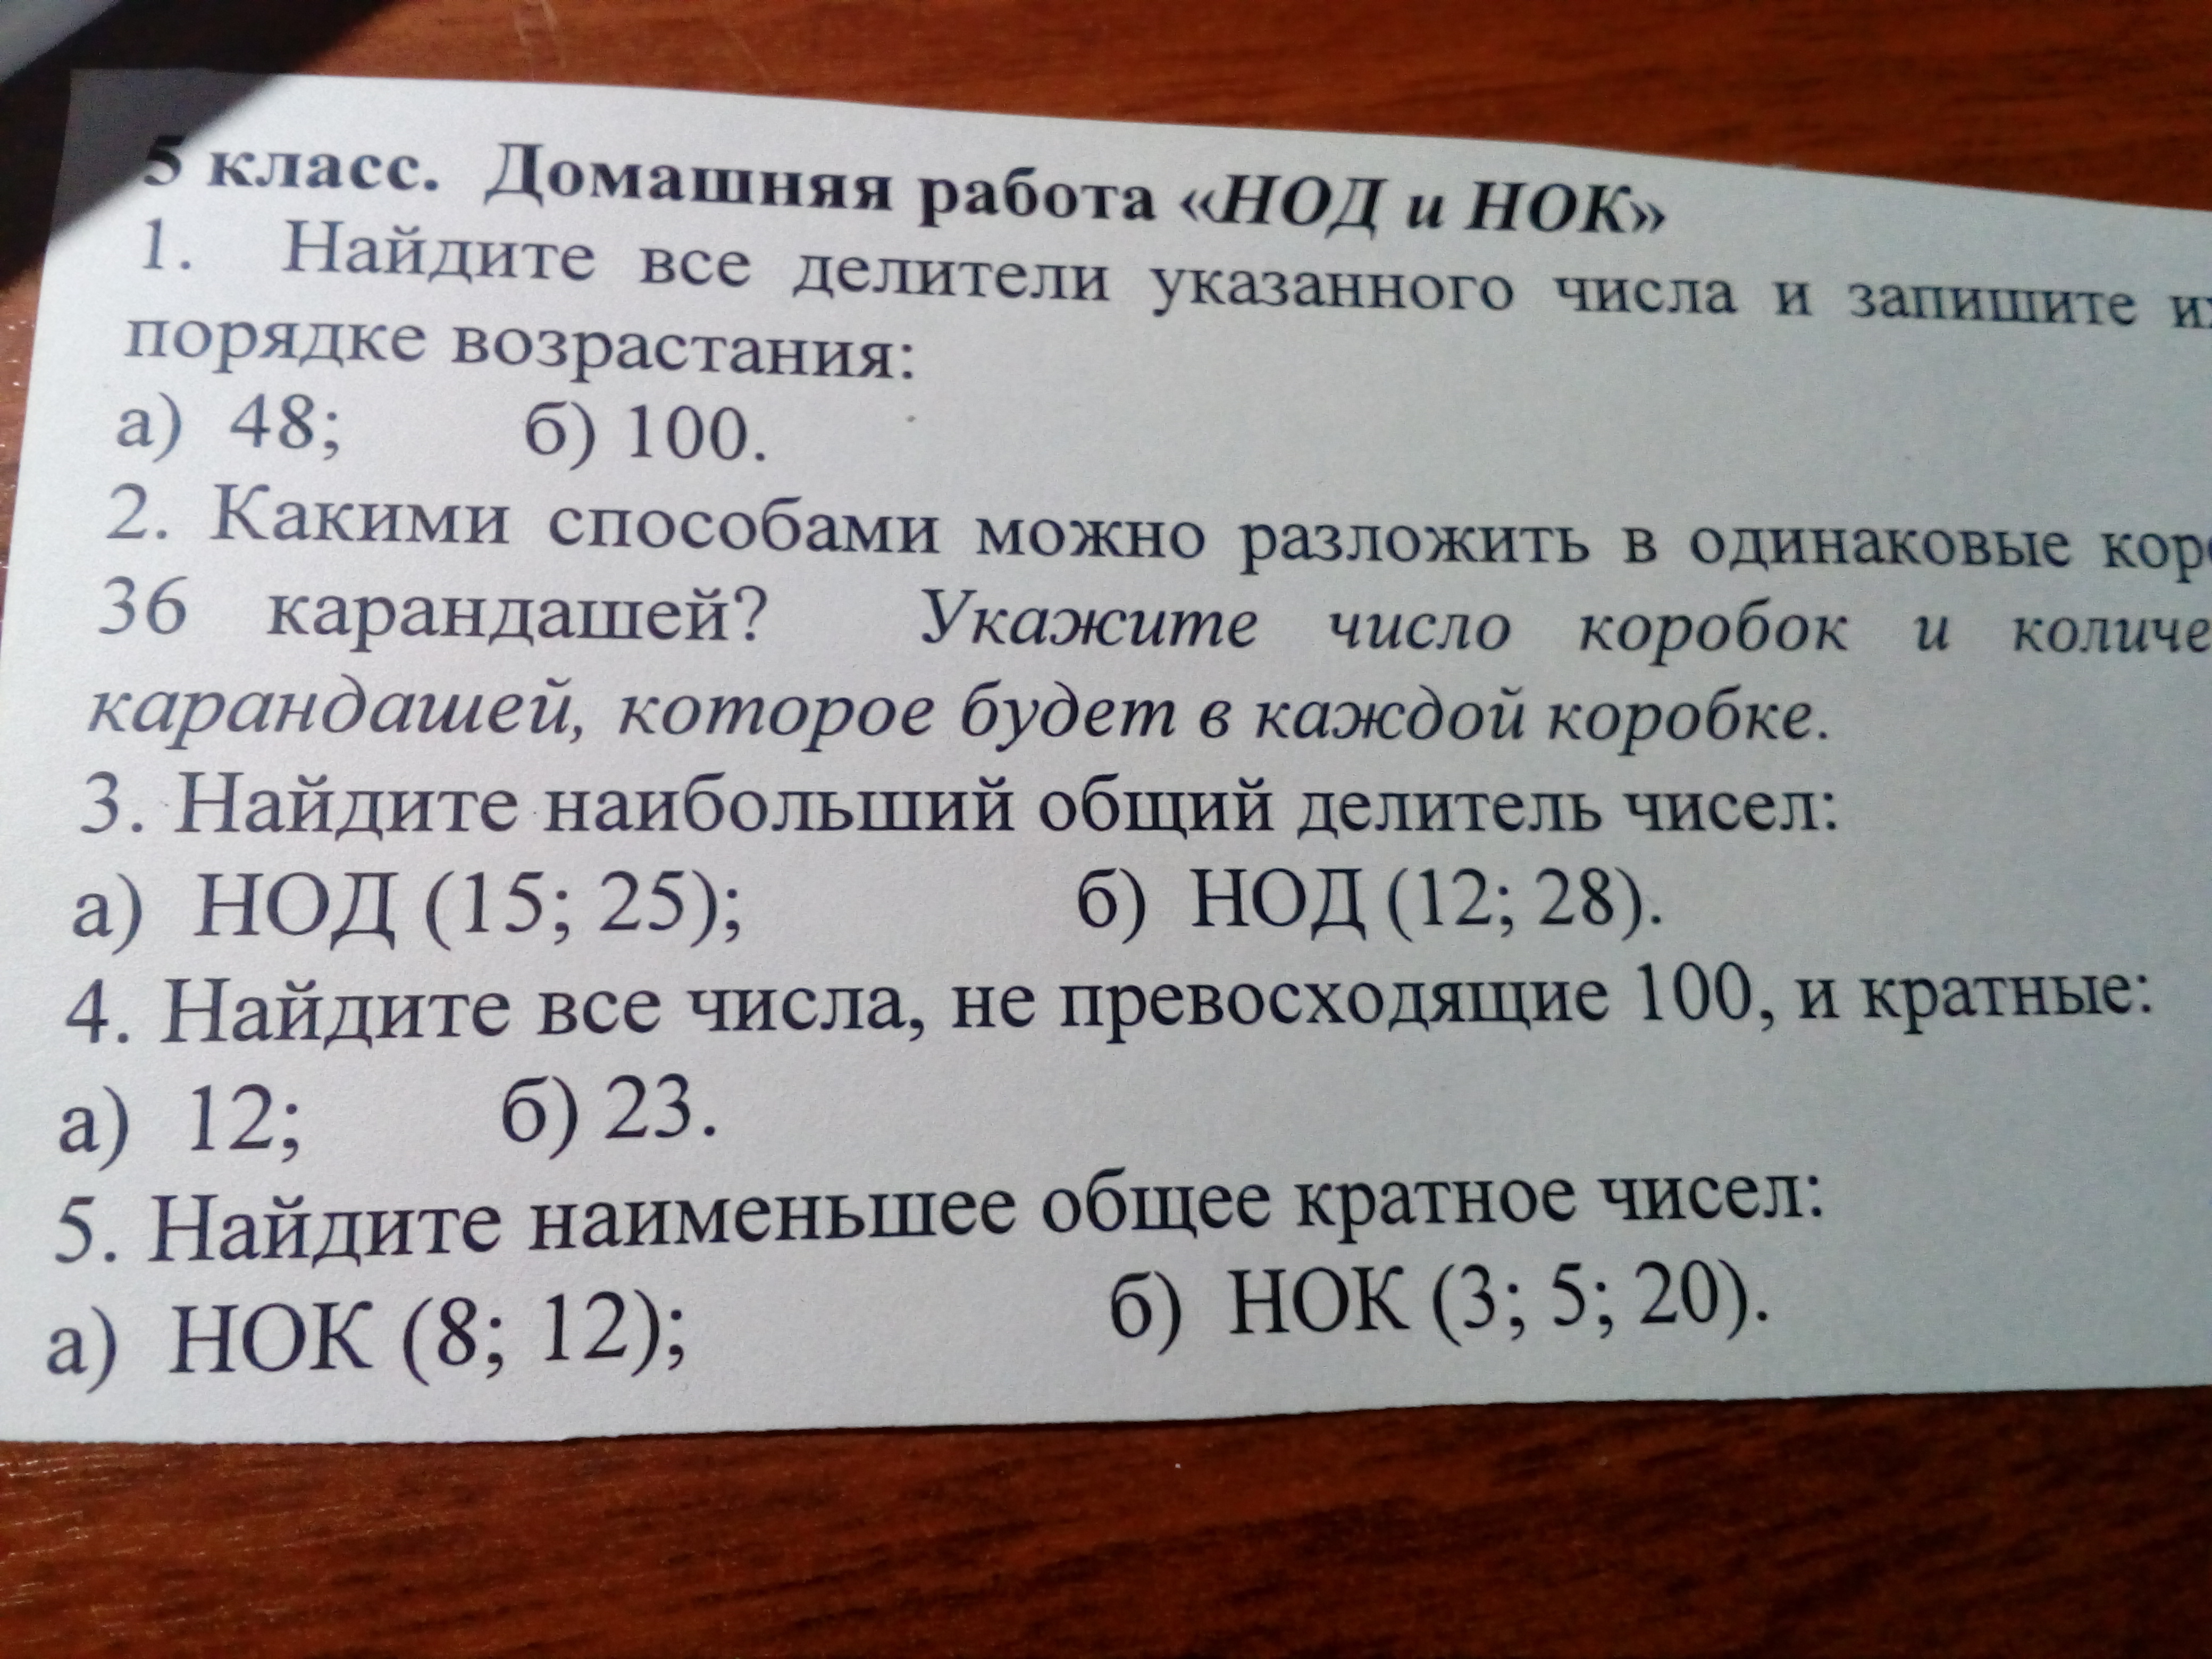 5 класс. Домашняя работа «НОД и НОК»
1. Найдите все делители указанного числа и запишите
порядке возрастания:
а) 48; б) 100.
2. Какими способами можно разложить в одинаковые
36 карандашей? Укажите число коробок и
карандашей, которое будет в каждой коробке.
3. Найдите наибольший общий делитель чисел:
а) НОД (15; 25); б) НОД (12; 28).
4. Найдите все числа, не превосходящие 100, и кратные:
а) 12; б) 23.
5. Найдите наименьшее общее кратное чисел:
а) НОК (8; 12); б) НОК (3; 5; 20).